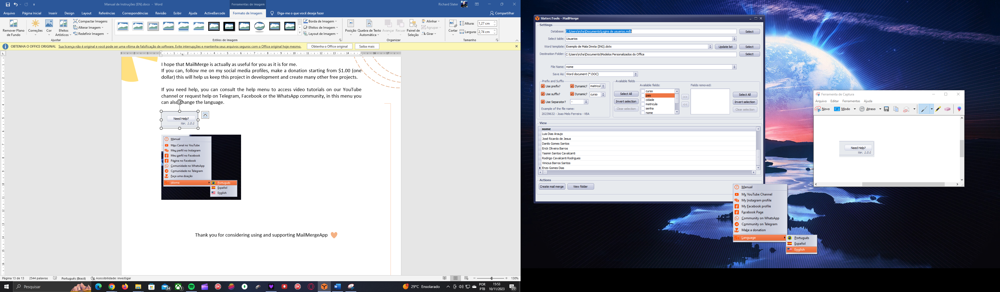 Manual de Instruções (EN).docx - Word
Ferramentas de Imagem
Richard Slater
Arquivo Página Inicial Inserir Design Layout Referências Correspondências Revisão Exibir Ajuda ActiveBarcode Formato de Imagem Diga-me o que você deseja fazer Compartilhar
Remover Plano de Fundo
Correções
Cor
Efeitos Artísticos
Compactar Imagens
Alterar Imagem
Redefinir Imagem
Ajustar
Estilos de Imagem
Borda de Imagem
Efeitos de Imagem
Layout de Imagem
Posição
Quebra de Texto Automática
Avançar
Recuar
Painel de Seleção
Alinhar
Agrupar
Girar
Organizar
Cortar
Altura: 1,27 cm
Largura: 2,74 cm
Tamanho
OBTENHA O OFFICE ORIGINAL Sua licença não é original e você pode ser uma vítima de falsificação de software. Evite interrupções e mantenha seus arquivos seguros com o Office original hoje mesmo. Obtenha o Office original Saiba mais
I hope that MailMerge is actually as useful for you as it is for me.
If you can, follow me on my social media profiles, make a donation starting from $1.00 (one
dollar) this will help us keep this project in development and create many other free projects.
If you need help, you can consult the help menu to access video tutorials on our YouTube
channel or request help on Telegram, Facebook or the WhatsApp community, in this menu you
can also change the language.
Need Help?
Ver. 1.0.0
Manual
Meu Canal no YouTube
Meu perfil no Instagram
Meu perfil no Facebook
Página no Facebook
Comunidade no WhatsApp
Comunidade no Telegram
Faça uma doação
Idioma
Português
Español
English
Thank you for considering using and supporting MailMergeApp
Página 13 de 13 2544 palavras Português (Brasil) Acessibilidade: investigar 130%
Pesquisar
24
1
29°C Ensolarado
POR
PTB
15:53
10/11/2023
20
Slater::Tools - MailMerge
Settings
Database: C:\Users\richa\Documents\Logins de usuarios.mdb Select
Select table: Usuarios
Word template: Exemplo de Mala Direta (ING).dotx Update list Select
Destination Folder: C:\Users\richa\Documents\Modelos Personalizados do Office Select
File Name: nome
Save As: Word document (*.DOC)
Prefix and Suffix
Use prefix? Dynamic? matricul
Use suffix? Dynamic? curso
Use Separator? -
Example of the file name:
20239632 - Joao Melo Ferreira - VBA
Available fields
Available fields:
Select All
Invert selection
Clear selection
curso
pais
cidade
matricula
senha
nome
>>
<<
Fields removed:
Select All
Invert selection
Clear selection
View
nome
Luis Dias Araujo
José Ricardo de Jesus
Danilo Gomes Santos
Erick Oliveira Barros
Yasmin Santos Cavalcanti
Rodrigo Cavalcanti Rodrigues
Vinicius Barros Santos
Enzo Gomes Dias
Actions
Create mail merge View folder
Manual
My YouTube Channel
My Instagram profile
My Facebook profile
Facebook Page
Community on WhatsApp
Community on Telegram
Make a donation
Language
Português
Español
English
Ferramenta de Captura
Arquivo Editar Ferramentas Ajuda
Novo Modo Atraso
Need Help?
Ver. 1.0.0